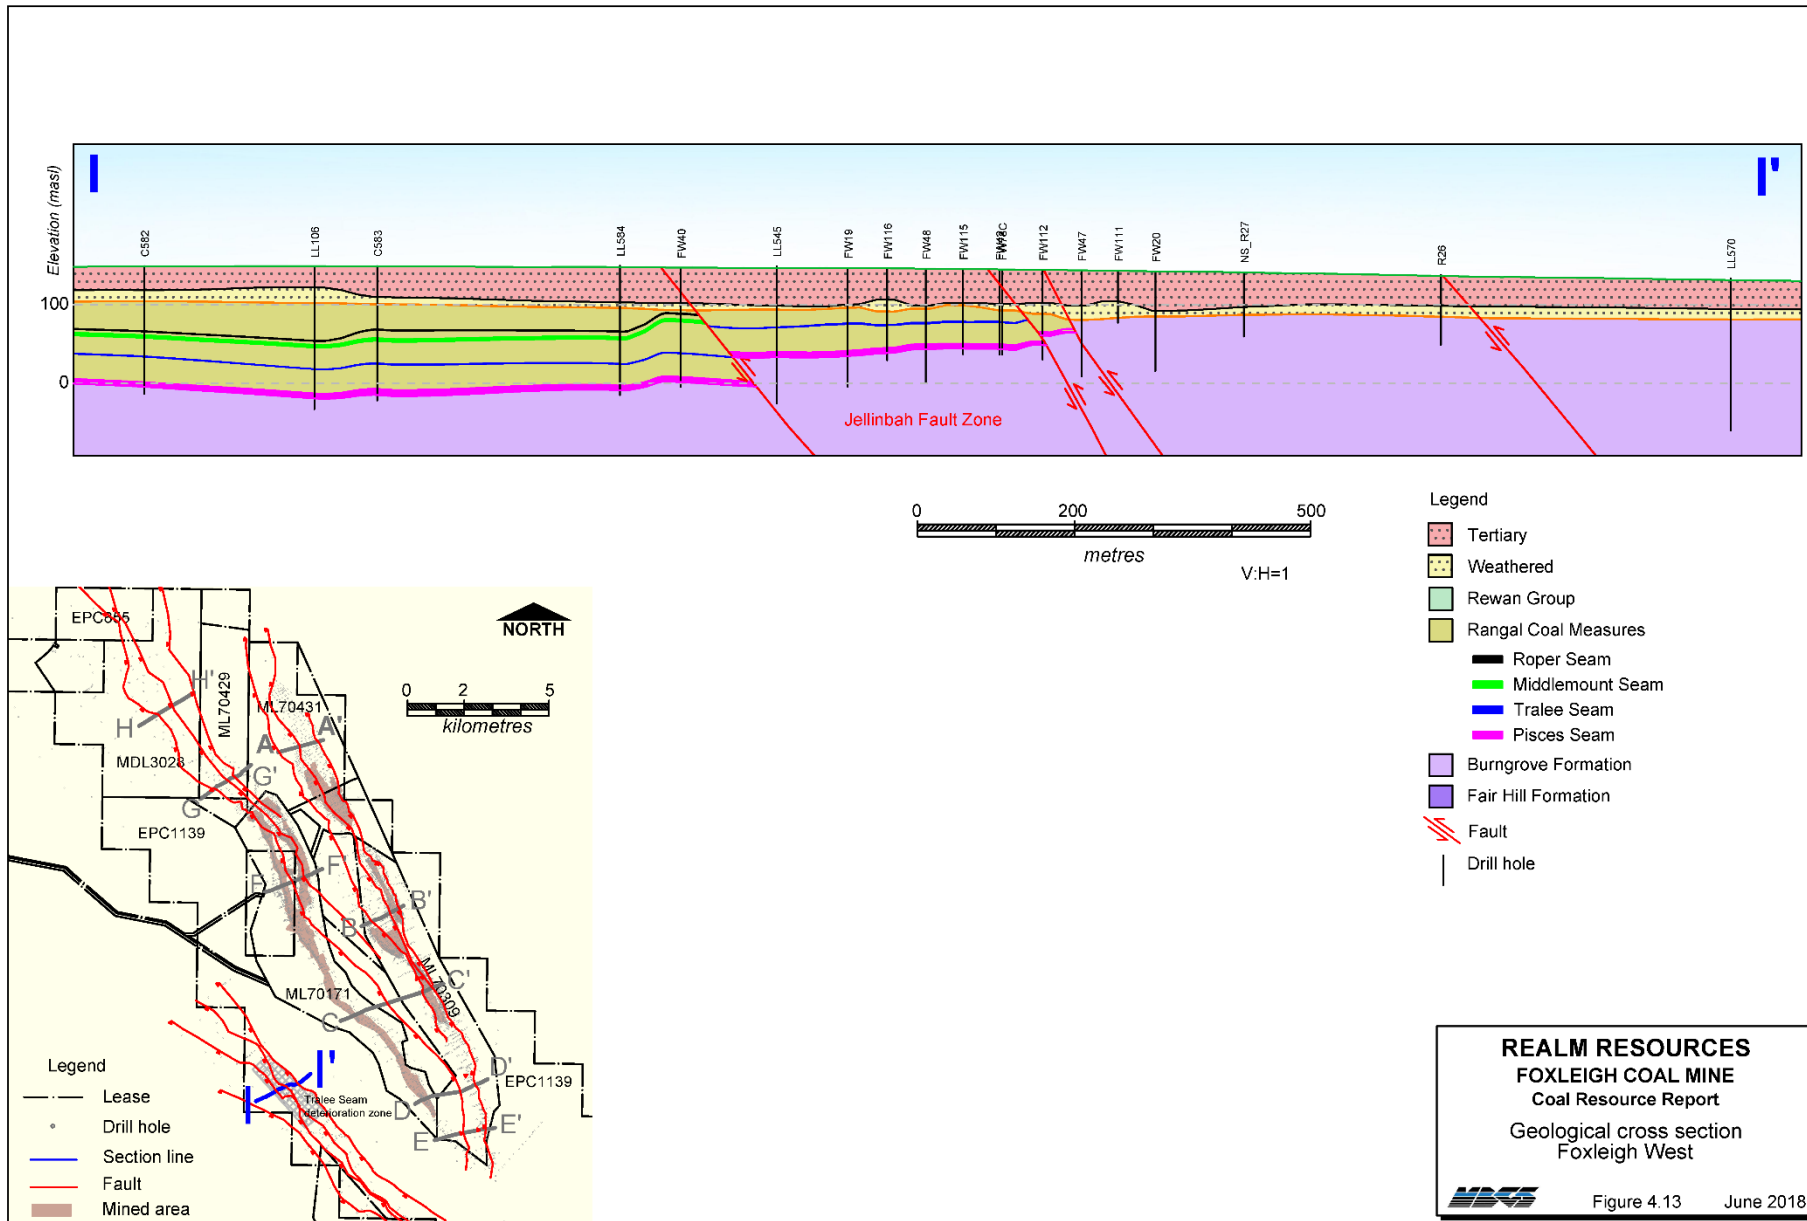 I
I'
Elevation (masl)
100
0
C582
LL106
C583
LL584
FW40
LL545
FW19
FW116
FW48
FW115
FW112
FW47
FW111
FW20
NS_R27
R26
LL570
Jellinbah Fault Zone
0 200 500
metres
V:H=1
Legend
Tertiary
Weathered
Rewan Group
Rangal Coal Measures
Roper Seam
Middlemount Seam
Tralee Seam
Pisces Seam
Burngrove Formation
Fair Hill Formation
Fault
Drill hole
EPC855
NORTH
0 2 5
kilometres
H
H'
ML70429
ML70431
A
A'
MDL3028
G
G'
EPC1139
F
F'
B
B'
ML70309
C
C'
ML70171
D
D'
EPC1139
E
E'
I
I'
Tralee Seam
deterioration zone
Legend
Lease
Drill hole
Section line
Fault
Mined area
REALM RESOURCES
FOXLEIGH COAL MINE
Coal Resource Report
Geological cross section
Foxleigh West
Figure 4.13 June 2018